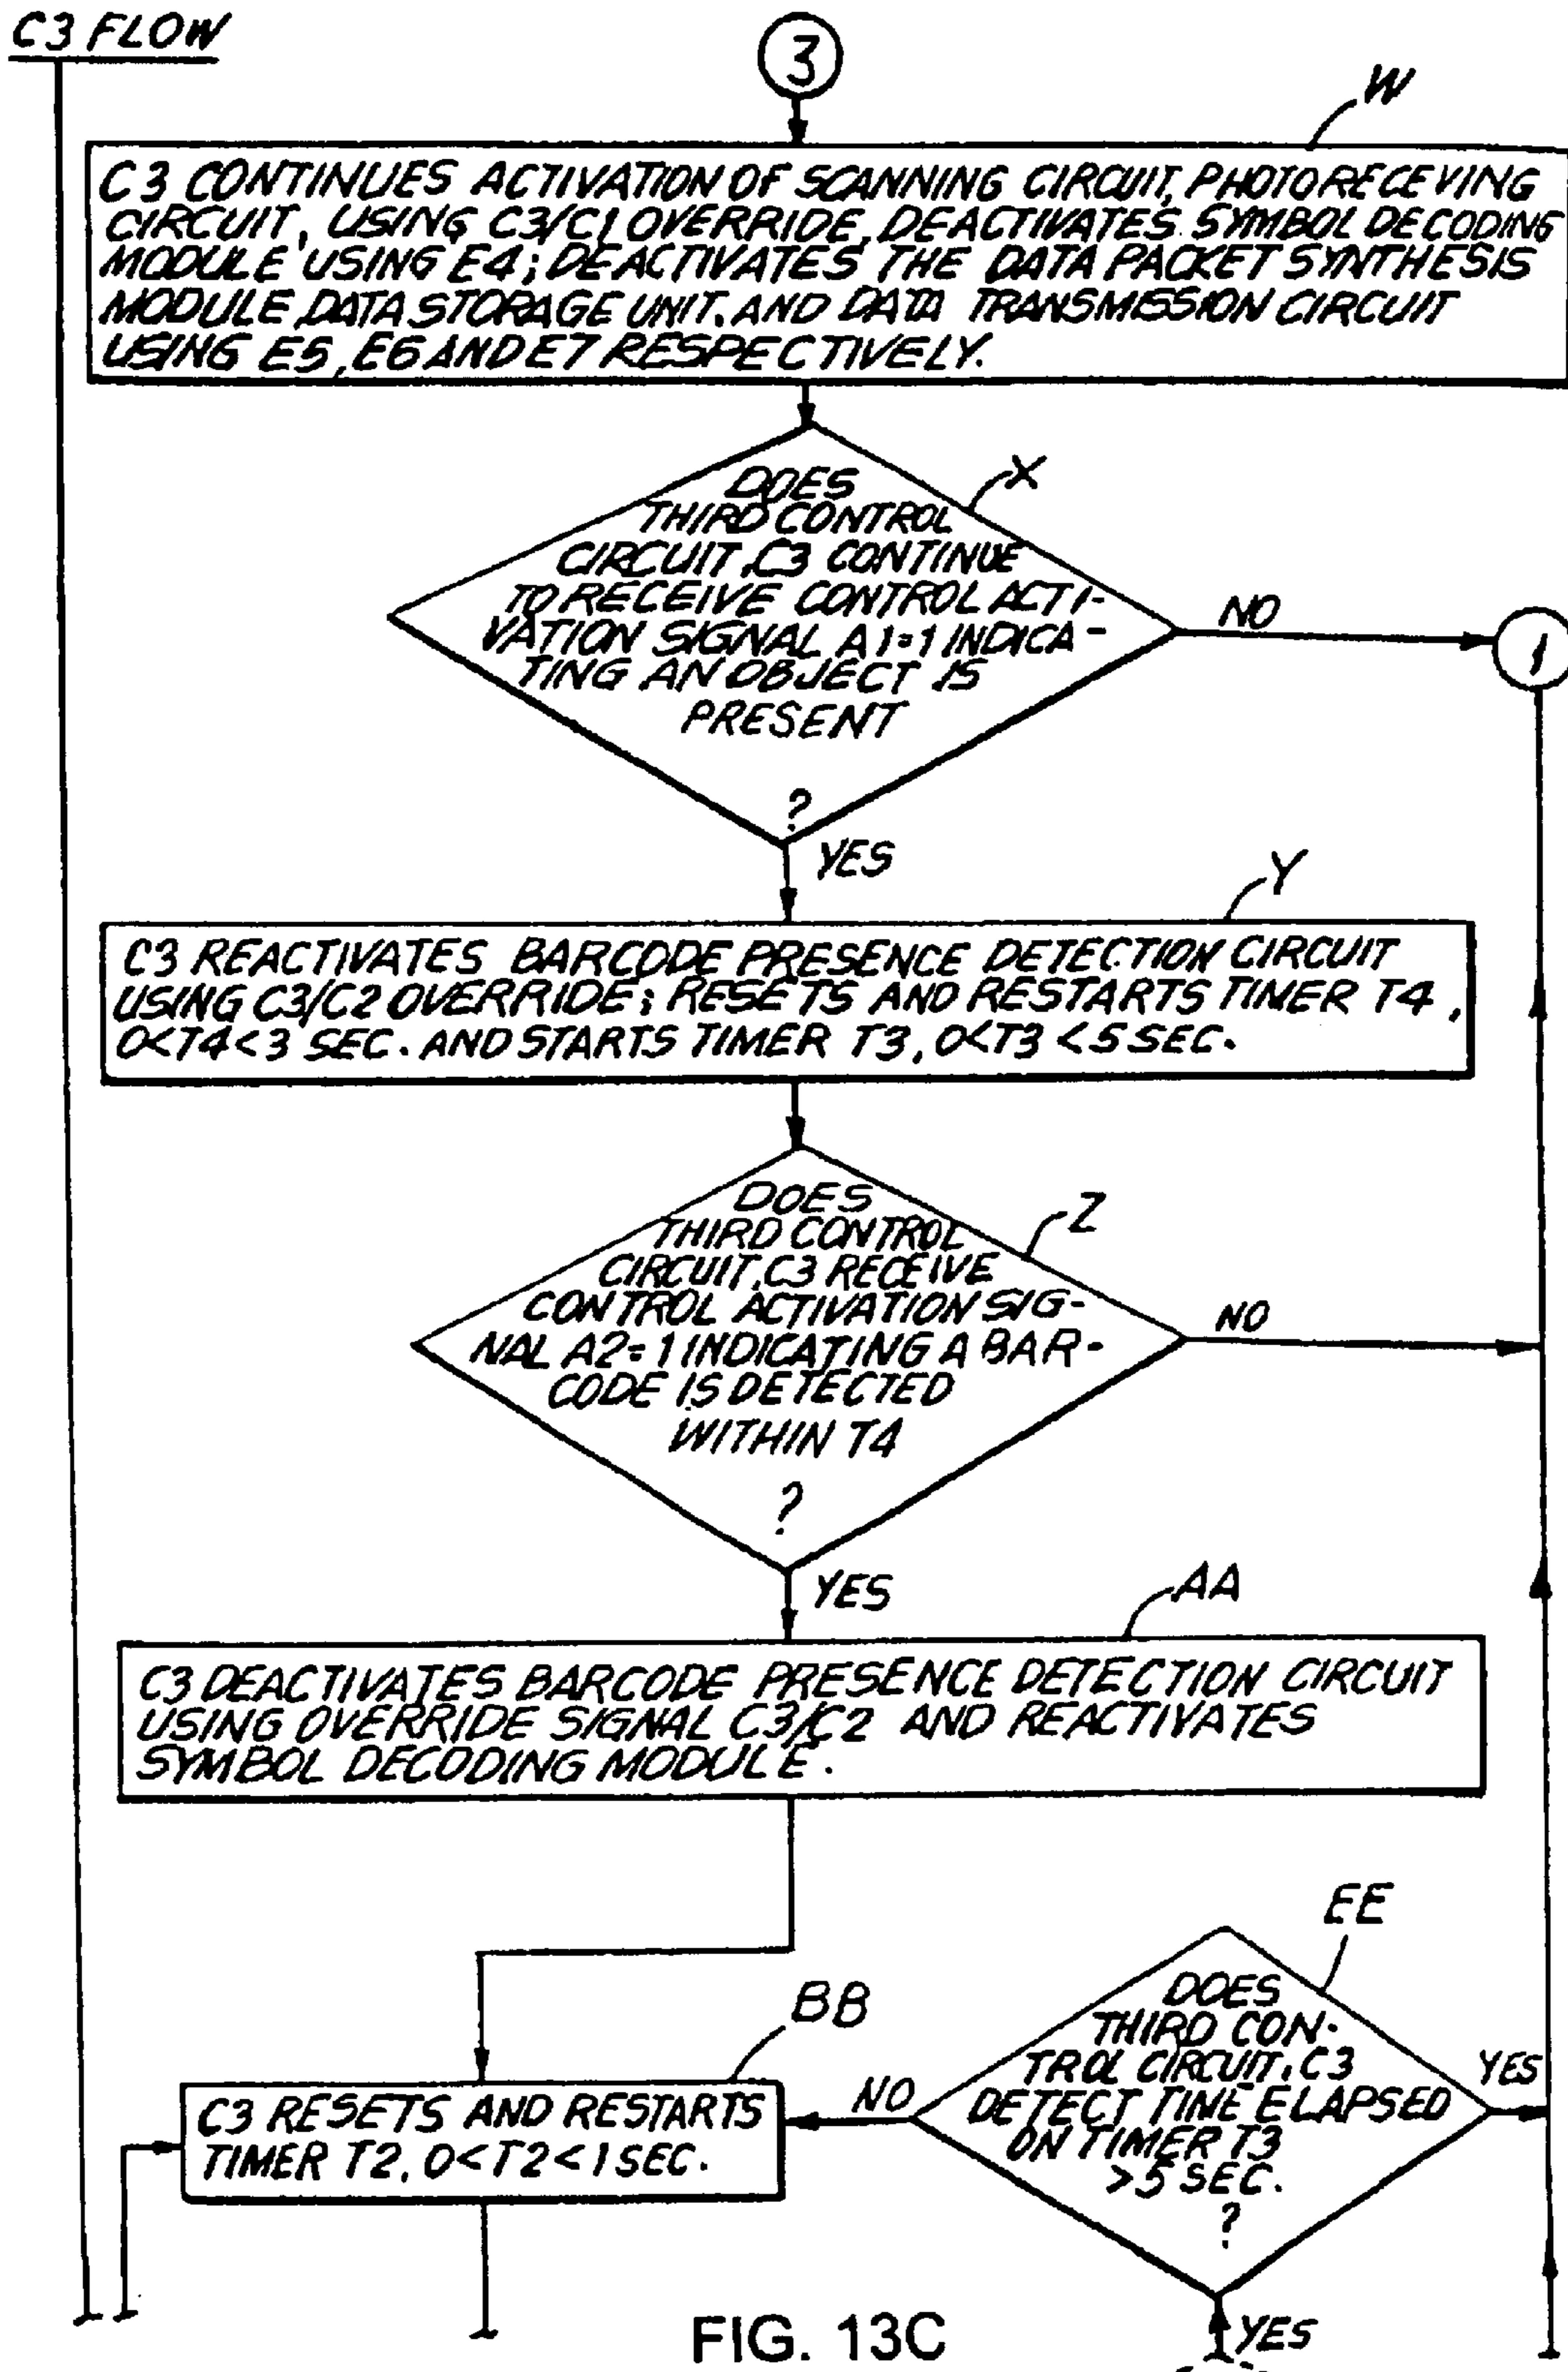 C3 FLOW
3
W
C3 CONTINUES ACTIVATION OF SCANNING CIRCUIT, PHOTORECEVING
CIRCUIT, USING C3/C1 OVERRIDE, DEACTIVATES SYMBOL DECODING
MODULE USING E4; DEACTIVATES THE DATA PACKET SYNTHESIS
MODULE, DATA STORAGE UNIT, AND DATA TRANSMISSION CIRCUIT
USING E5, E6 AND E7 RESPECTIVELY.
X
DOES
THIRD CONTROL
CIRCUIT, C3 CONTINUE
TO RECEIVE CONTROL ACTI-
VATION SIGNAL A1=1 INDICA-
TING AN OBJECT IS
PRESENT
?
NO
1
YES
Y
C3 REACTIVATES BARCODE PRESENCE DETECTION CIRCUIT
USING C3/C2 OVERRIDE; RESETS AND RESTARTS TIMER T4,
0<T4<3 SEC. AND STARTS TIMER T3, 0<T3<5 SEC.
Z
DOES
THIRD CONTROL
CIRCUIT, C3 RECEIVE
CONTROL ACTIVATION SIG-
NAL A2=1 INDICATING A BAR-
CODE IS DETECTED
WITHIN T4
?
NO
YES
AA
C3 DEACTIVATES BARCODE PRESENCE DETECTION CIRCUIT
USING OVERRIDE SIGNAL C3/C2 AND REACTIVATES
SYMBOL DECODING MODULE.
EE
DOES
THIRD CON-
TROL CIRCUIT, C3
DETECT TIME ELAPSED
ON TIMER T3
>5 SEC.
?
YES
NO
BB
C3 RESETS AND RESTARTS
TIMER T2, 0<T2<1 SEC.
YES
FIG. 13C